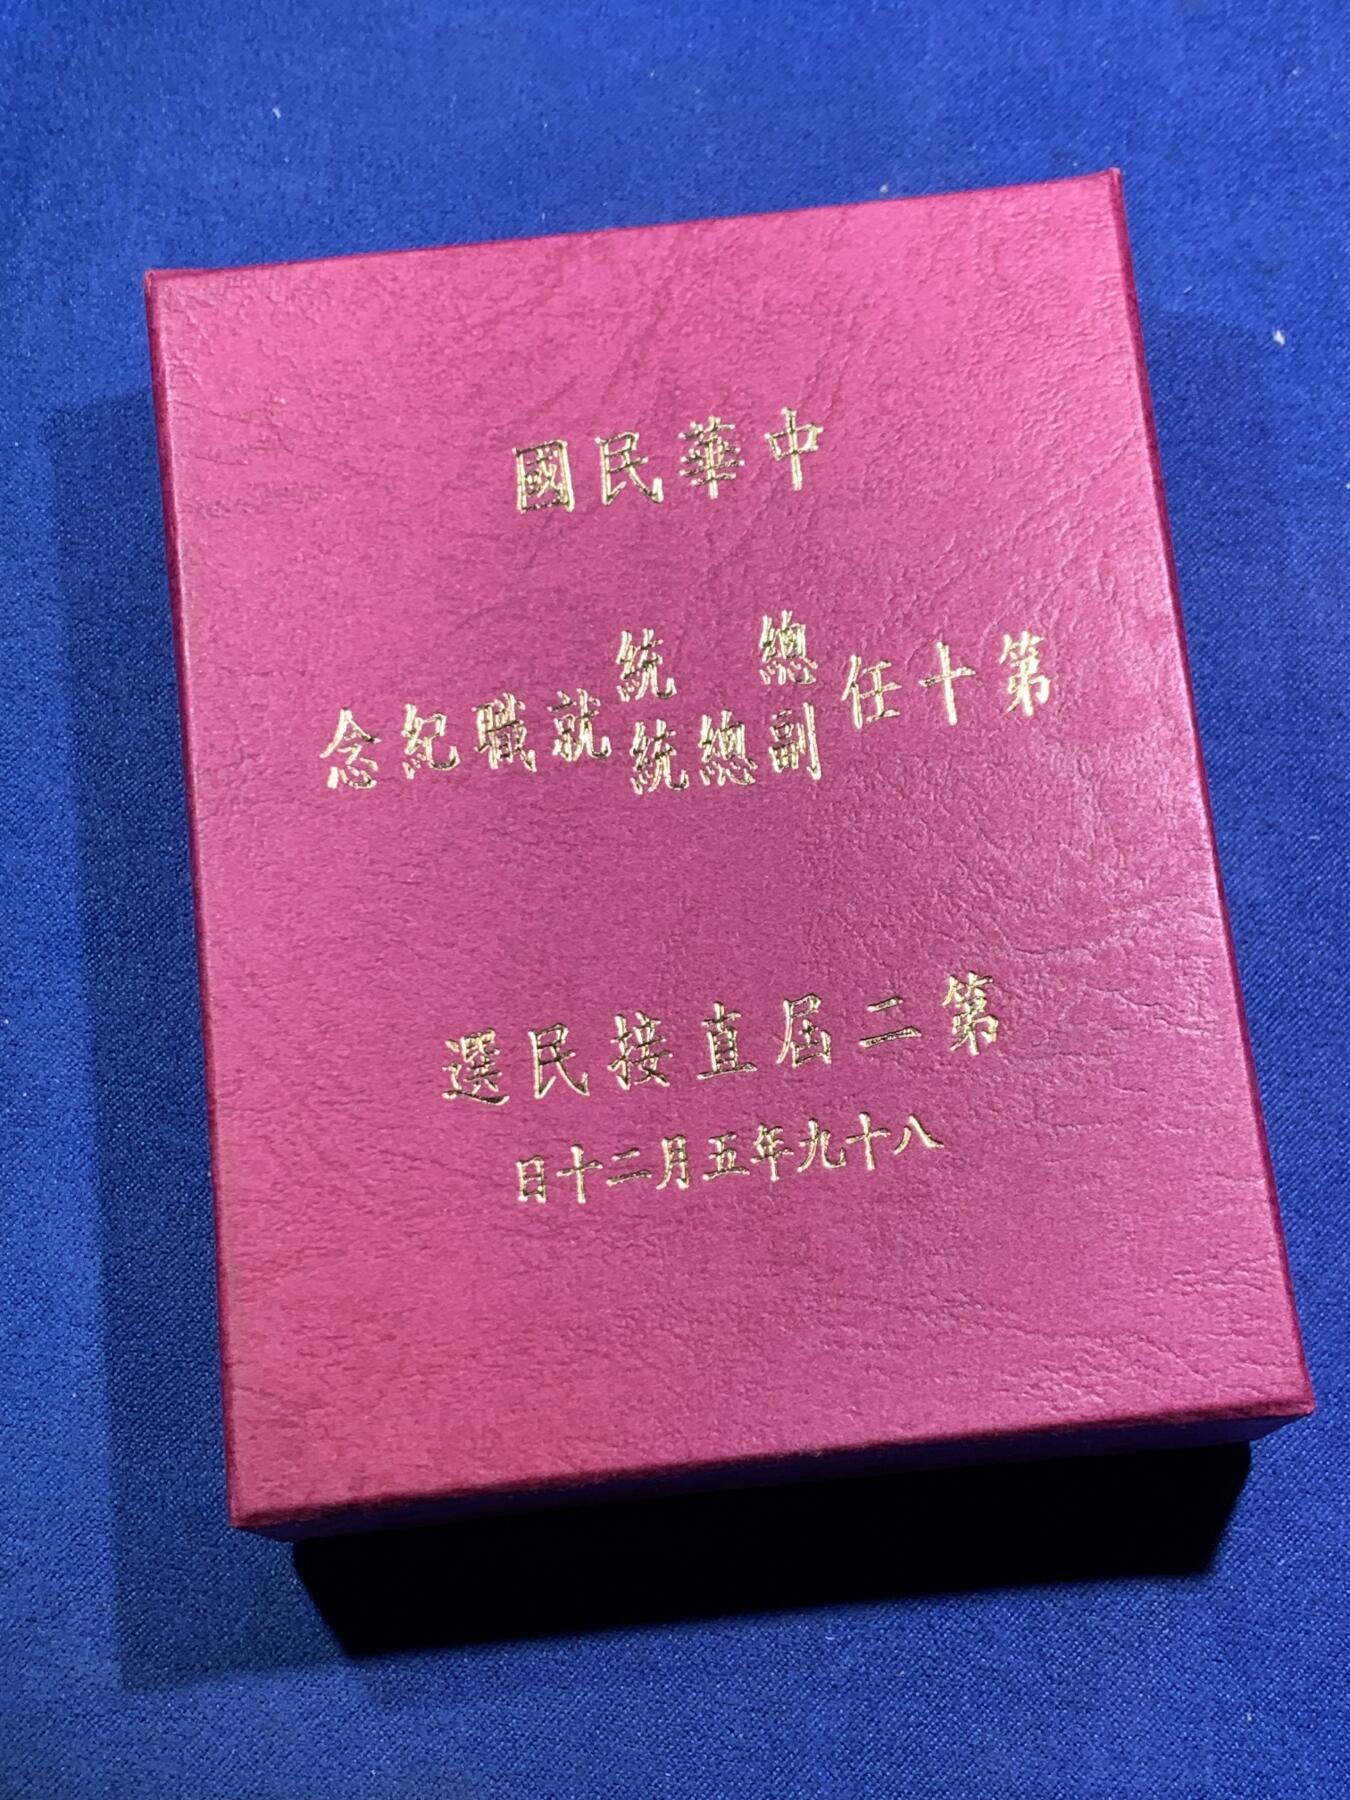 中華民國
第十任總統副總統就職紀念
第二屆直接民選
八十九年五月二十日